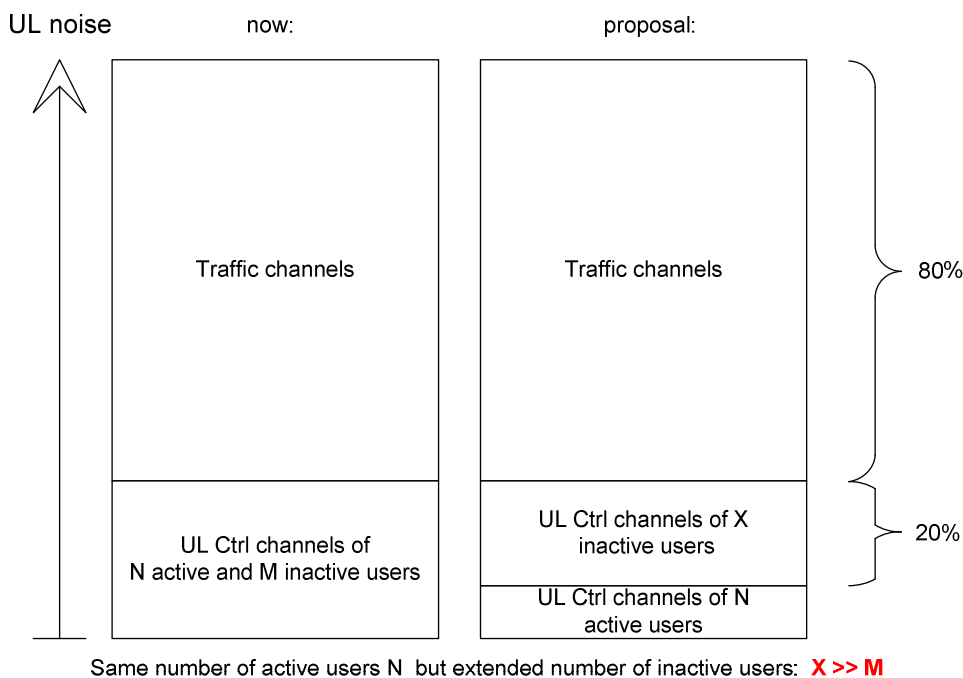 UL noise
now:
proposal:
Traffic channels
Traffic channels
80%
UL Ctrl channels of
N active and M inactive users
UL Ctrl channels of X
inactive users
20%
UL Ctrl channels of N
active users
Same number of active users N but extended number of inactive users: X >> M